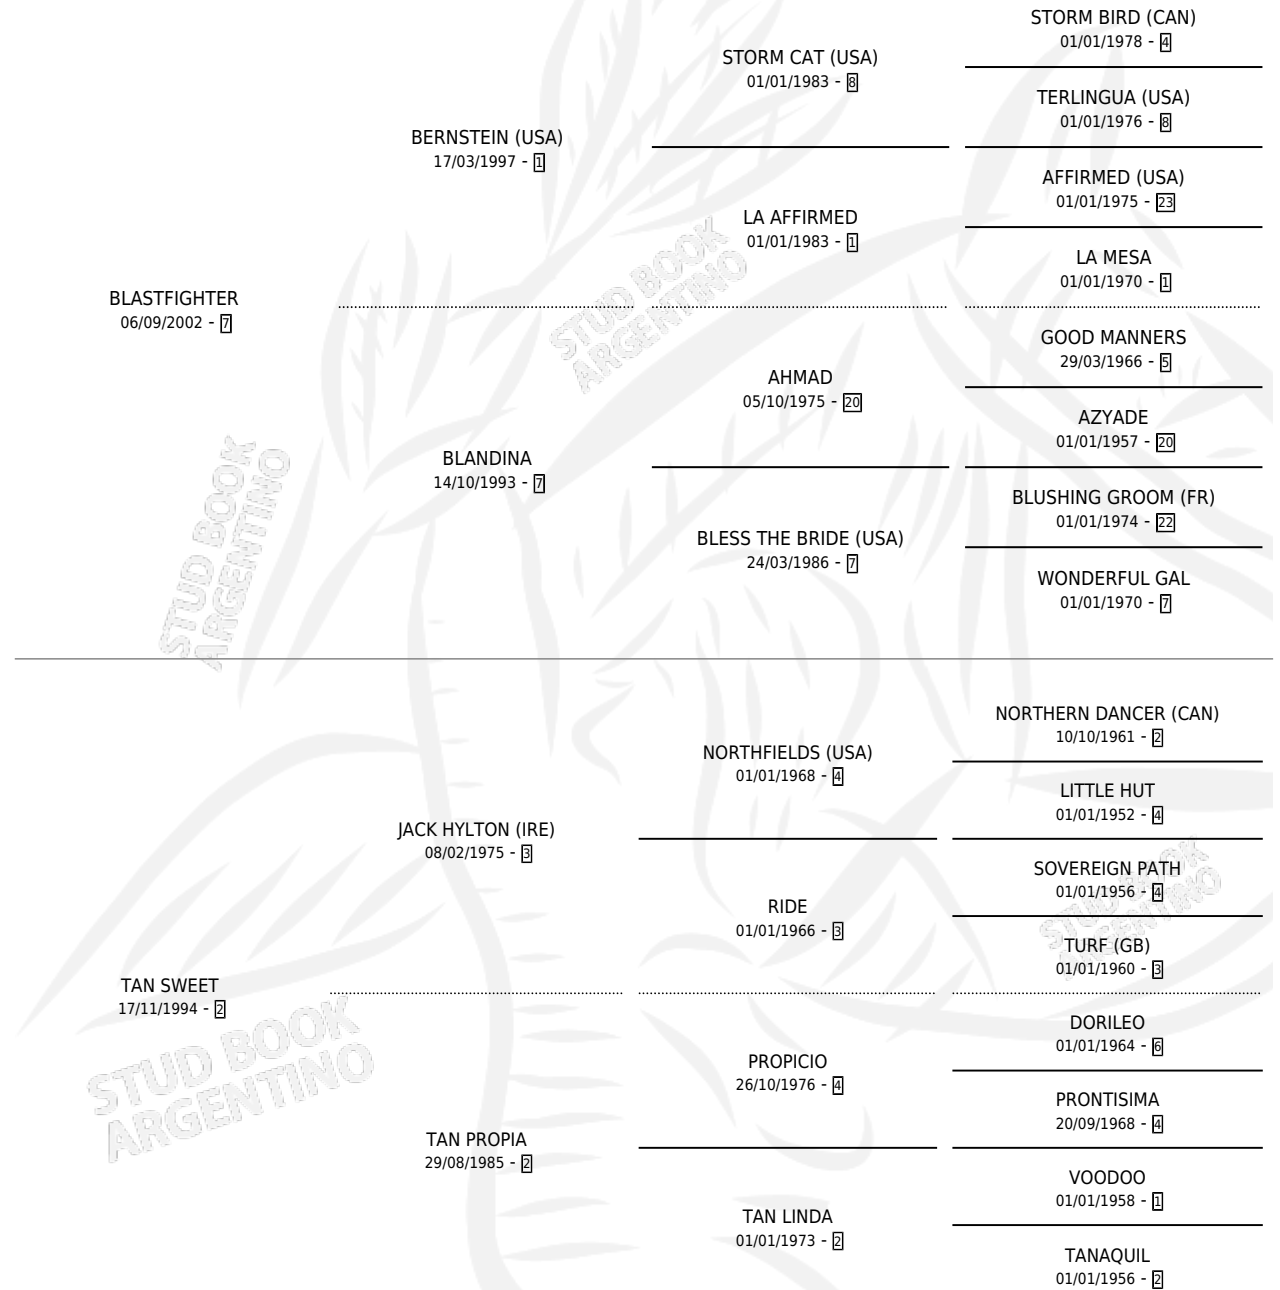 STORM BIRD (CAN)
01/01/1978 - 4
STORM CAT (USA)
01/01/1983 - 8
TERLINGUA (USA)
01/01/1976 - 8
BERNSTEIN (USA)
17/03/1997 - 1
AFFIRMED (USA)
01/01/1975 - 23
LA AFFIRMED
01/01/1983 - 1
LA MESA
01/01/1970 - 1
BLASTFIGHTER
06/09/2002 - 7
GOOD MANNERS
29/03/1966 - 5
AHMAD
05/10/1975 - 20
AZYADE
01/01/1957 - 20
BLANDINA
14/10/1993 - 7
BLUSHING GROOM (FR)
01/01/1974 - 22
BLESS THE BRIDE (USA)
24/03/1986 - 7
WONDERFUL GAL
01/01/1970 - 7
STUD BOOK
ARGENTINO
STUD BOOK
ARGENTINO
NORTHERN DANCER (CAN)
10/10/1961 - 2
NORTHFIELDS (USA)
01/01/1968 - 4
LITTLE HUT
01/01/1952 - 4
JACK HYLTON (IRE)
08/02/1975 - 3
SOVEREIGN PATH
01/01/1956 - 4
RIDE
01/01/1966 - 3
TURF (GB)
01/01/1960 - 3
TAN SWEET
17/11/1994 - 2
DORILEO
01/01/1964 - 6
PROPICIO
26/10/1976 - 4
PRONTISIMA
20/09/1968 - 4
TAN PROPIA
29/08/1985 - 2
VOODOO
01/01/1958 - 1
TAN LINDA
01/01/1973 - 2
TANAQUIL
01/01/1956 - 2
STUD BOOK
ARGENTINO
STUD BOOK
ARGENTINO